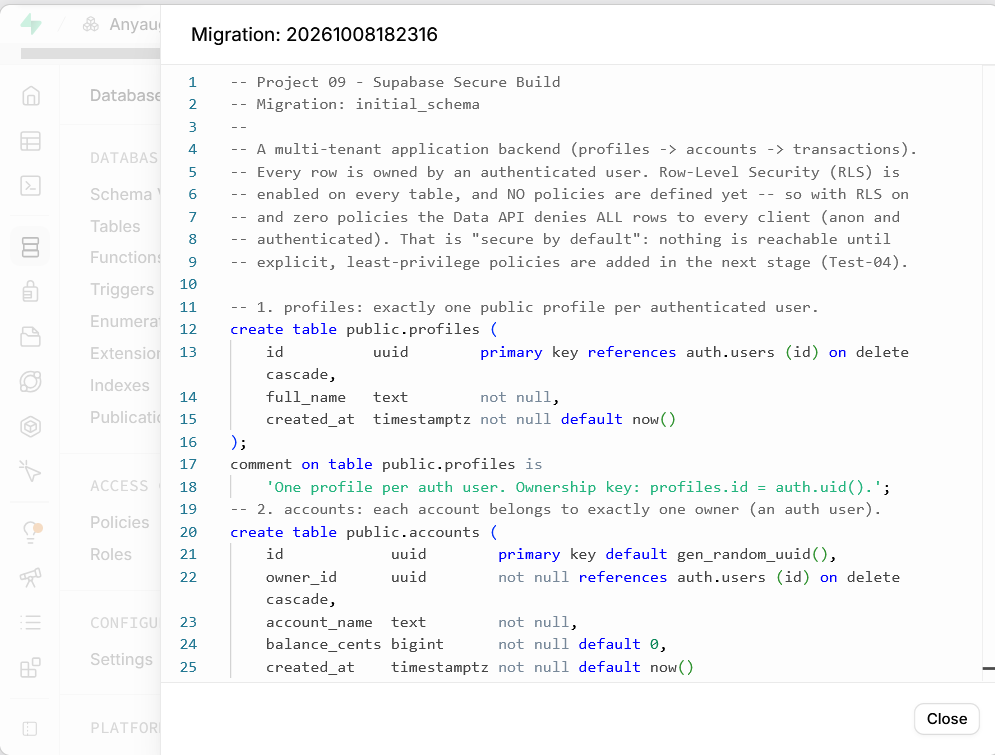 Anyaug
Migration: 20261008182316
Database
DATABAS
Schema V
Tables
Functions
Triggers
Enumera
Extension
Indexes
Publicatio
ACCESS
Policies
Roles
CONFIGU
Settings
PLATFOR
1 -- Project 09 - Supabase Secure Build
2 -- Migration: initial_schema
3 --
4 -- A multi-tenant application backend (profiles -> accounts -> transactions).
5 -- Every row is owned by an authenticated user. Row-Level Security (RLS) is
6 -- enabled on every table, and NO policies are defined yet -- so with RLS on
7 -- and zero policies the Data API denies ALL rows to every client (anon and
8 -- authenticated). That is "secure by default": nothing is reachable until
9 -- explicit, least-privilege policies are added in the next stage (Test-04).
10
11 -- 1. profiles: exactly one public profile per authenticated user.
12 create table public.profiles (
13 id uuid primary key references auth.users (id) on delete
cascade,
14 full_name text not null,
15 created_at timestamptz not null default now()
16 );
17 comment on table public.profiles is
18 'One profile per auth user. Ownership key: profiles.id = auth.uid().';
19 -- 2. accounts: each account belongs to exactly one owner (an auth user).
20 create table public.accounts (
21 id uuid primary key default gen_random_uuid(),
22 owner_id uuid not null references auth.users (id) on delete
cascade,
23 account_name text not null,
24 balance_cents bigint not null default 0,
25 created_at timestamptz not null default now()
Close